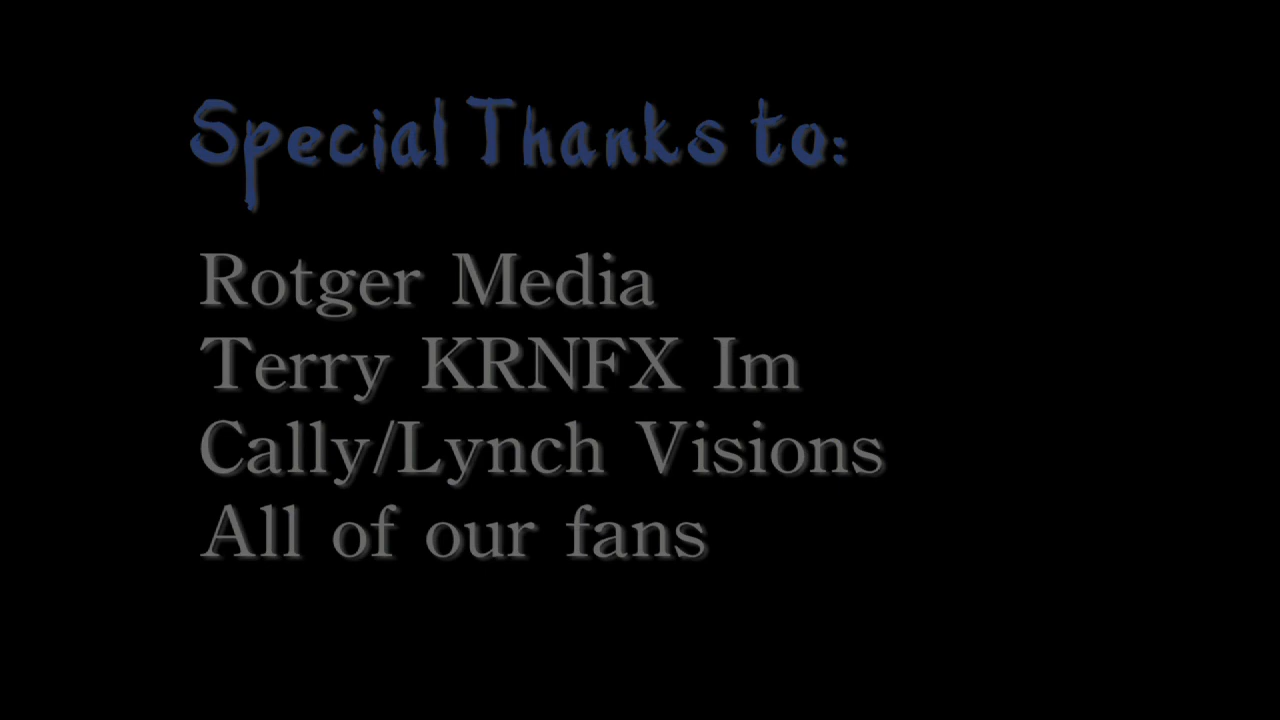 Special Thanks to:
Rotger Media
Terry KRNFX Im
Cally/Lynch Visions
All of our fans